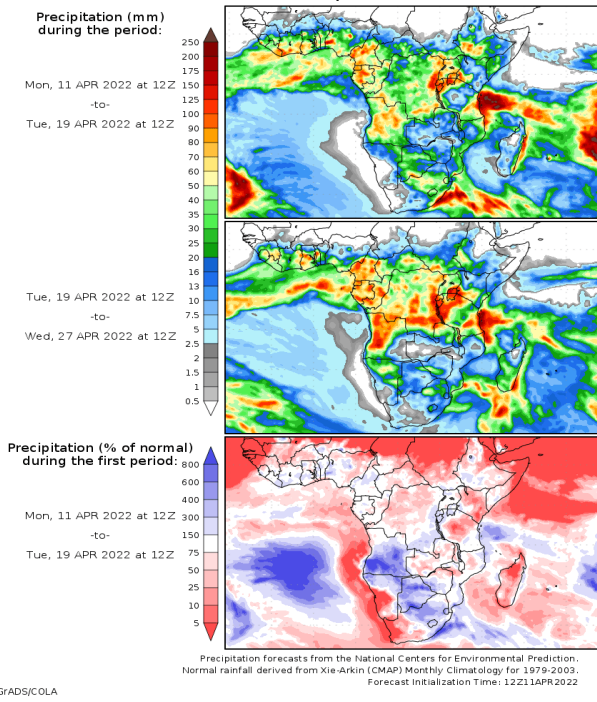 Precipitation (mm)
during the period:
Mon, 11 APR 2022 at 12Z
-to-
Tue, 19 APR 2022 at 12Z
250
200
175
150
125
100
90
80
70
60
50
40
35
30
25
20
16
13
10
7.5
5
2.5
2
1.5
1
0.5
Tue, 19 APR 2022 at 12Z
-to-
Wed, 27 APR 2022 at 12Z
Precipitation (% of normal)
during the first period:
Mon, 11 APR 2022 at 12Z
-to-
Tue, 19 APR 2022 at 12Z
800
600
400
300
150
75
50
25
10
5
Precipitation forecasts from the National Centers for Environmental Prediction.
Normal rainfall derived from Xie-Arkin (CMAP) Monthly Climatology for 1979-2003.
Forecast Initialization Time: 12Z11APR2022
GrADS/COLA